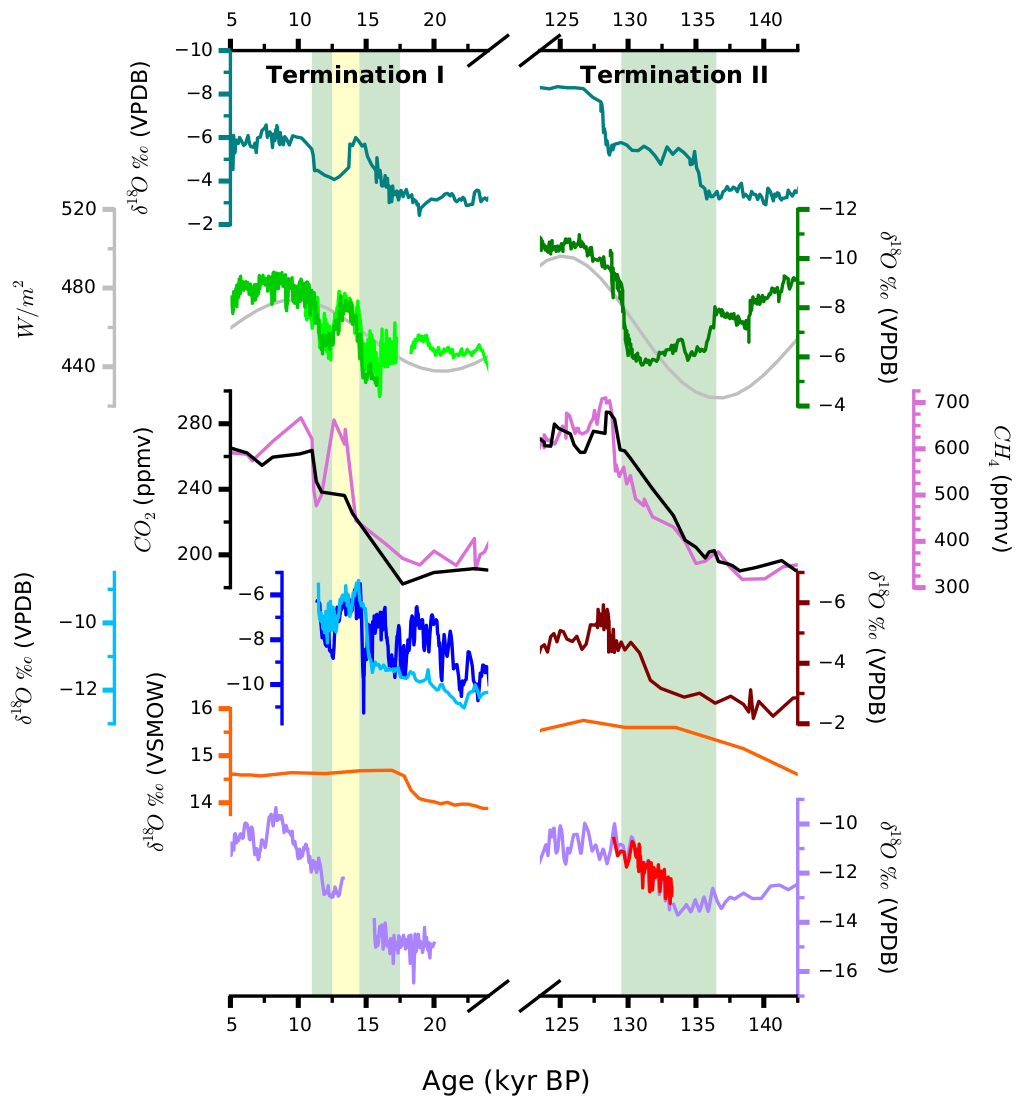 5 10 15 20 125 130 135 140
Termination I Termination II
δ¹⁸O ‰ (VPDB)
−10
−8
−6
−4
−2
W/m²
520
480
440
δ¹⁸O ‰ (VPDB)
−12
−10
−8
−6
−4
CO₂ (ppmv)
280
240
200
CH₄ (ppmv)
700
600
500
400
300
δ¹⁸O ‰ (VPDB)
−10
−12
−6
−8
−10
δ¹⁸O ‰ (VPDB)
−6
−4
−2
δ¹⁸O ‰ (VSMOW)
16
15
14
δ¹⁸O ‰ (VPDB)
−10
−12
−14
−16
5 10 15 20 125 130 135 140
Age (kyr BP)